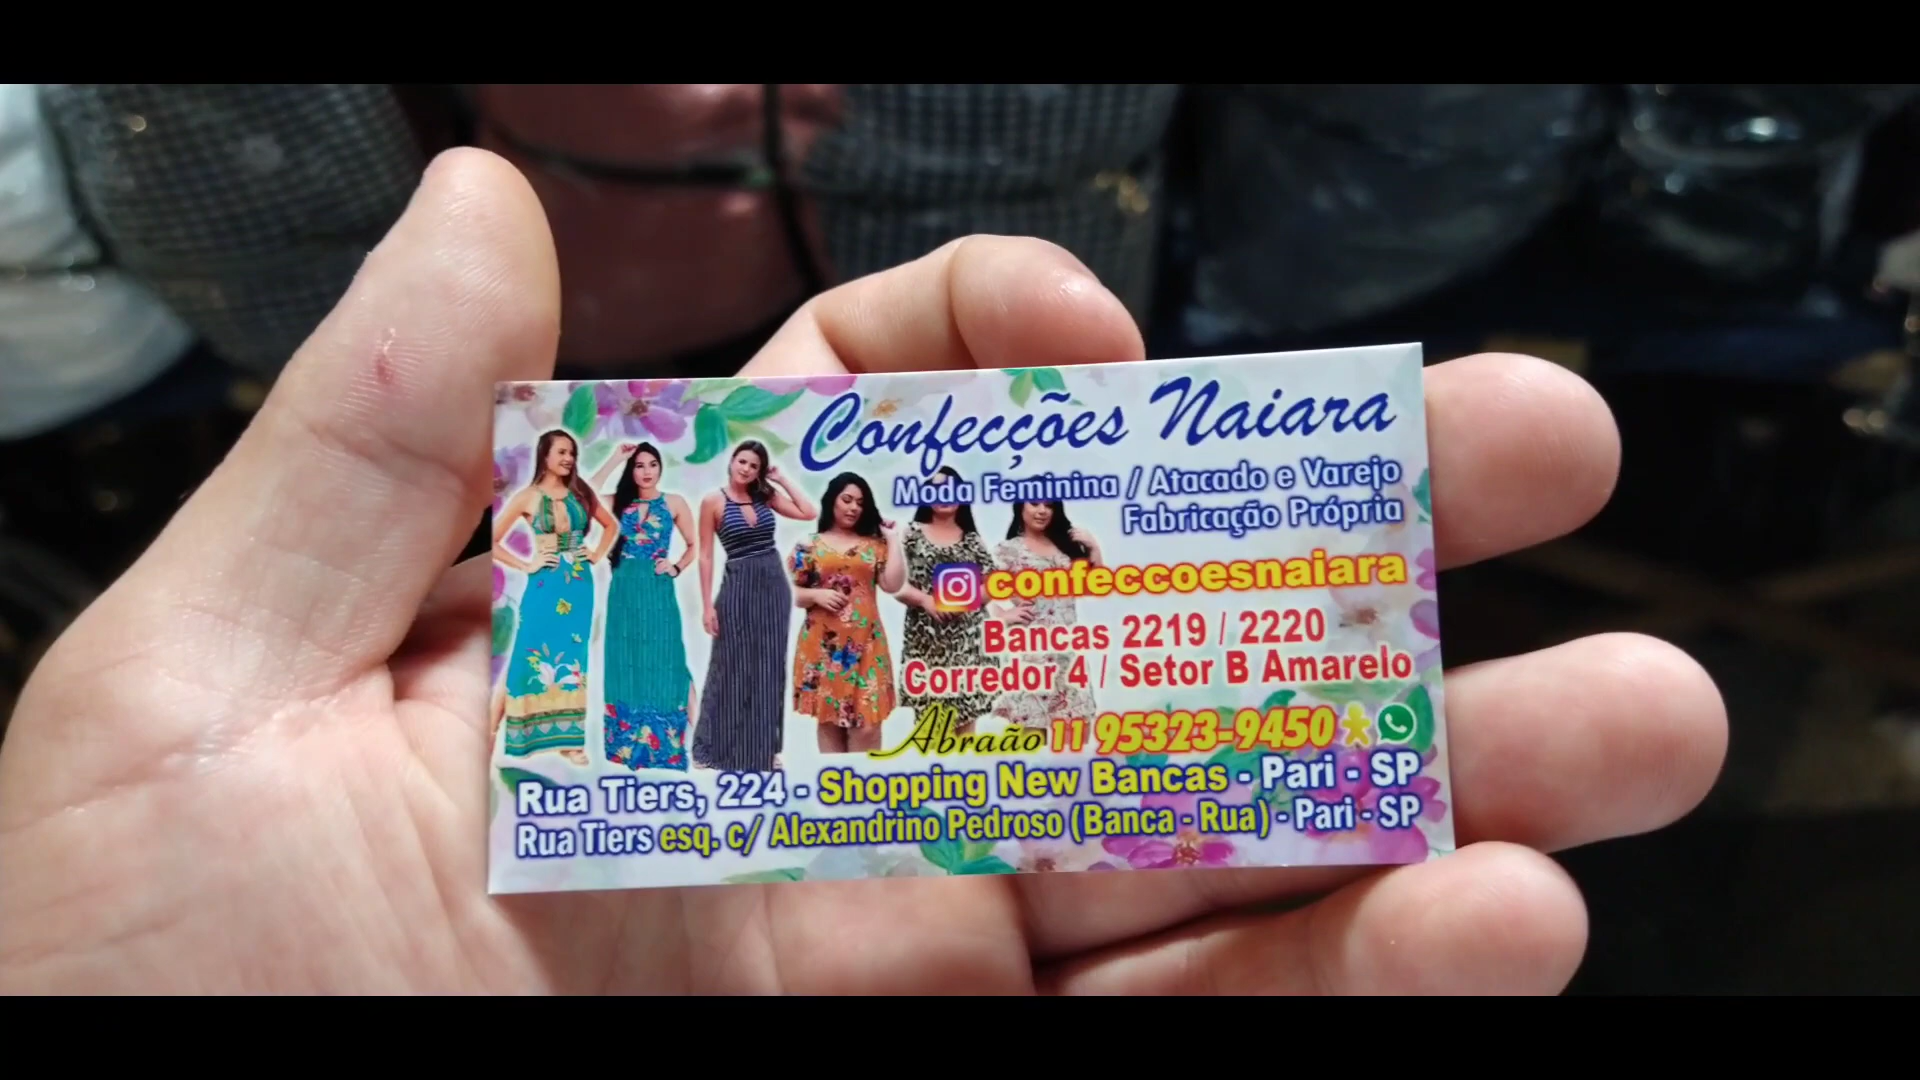 Confecções Naiara
Moda Feminina / Atacado e Varejo
Fabricação Própria
confeccoesnaiara
Bancas 2219 / 2220
Corredor 4 / Setor B Amarelo
Abraão 11 95323-9450
Rua Tiers, 224 - Shopping New Bancas - Pari - SP
Rua Tiers esq. c/ Alexandrino Pedroso (Banca - Rua) - Pari - SP